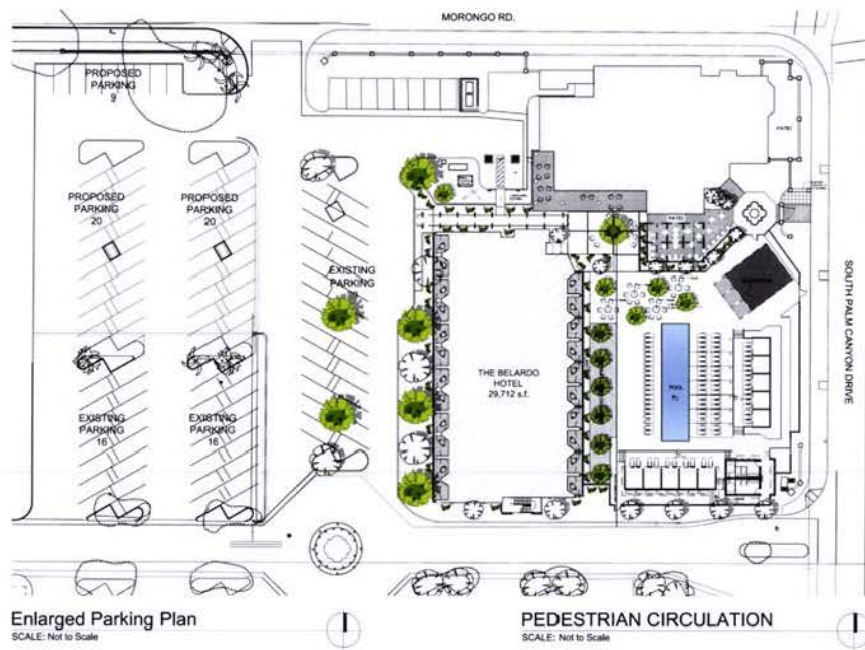 MORONGO RD.
PROPOSED
PARKING
9
PATIO
PROPOSED
PARKING
20
PROPOSED
PARKING
20
PATIO
EXISTING
PARKING
SOUTH PALM CANYON DRIVE
THE BELARDO
HOTEL
29,712 s.f.
POOL
EXISTING
PARKING
16
EXISTING
PARKING
16
Enlarged Parking Plan
SCALE: Not to Scale
PEDESTRIAN CIRCULATION
SCALE: Not to Scale